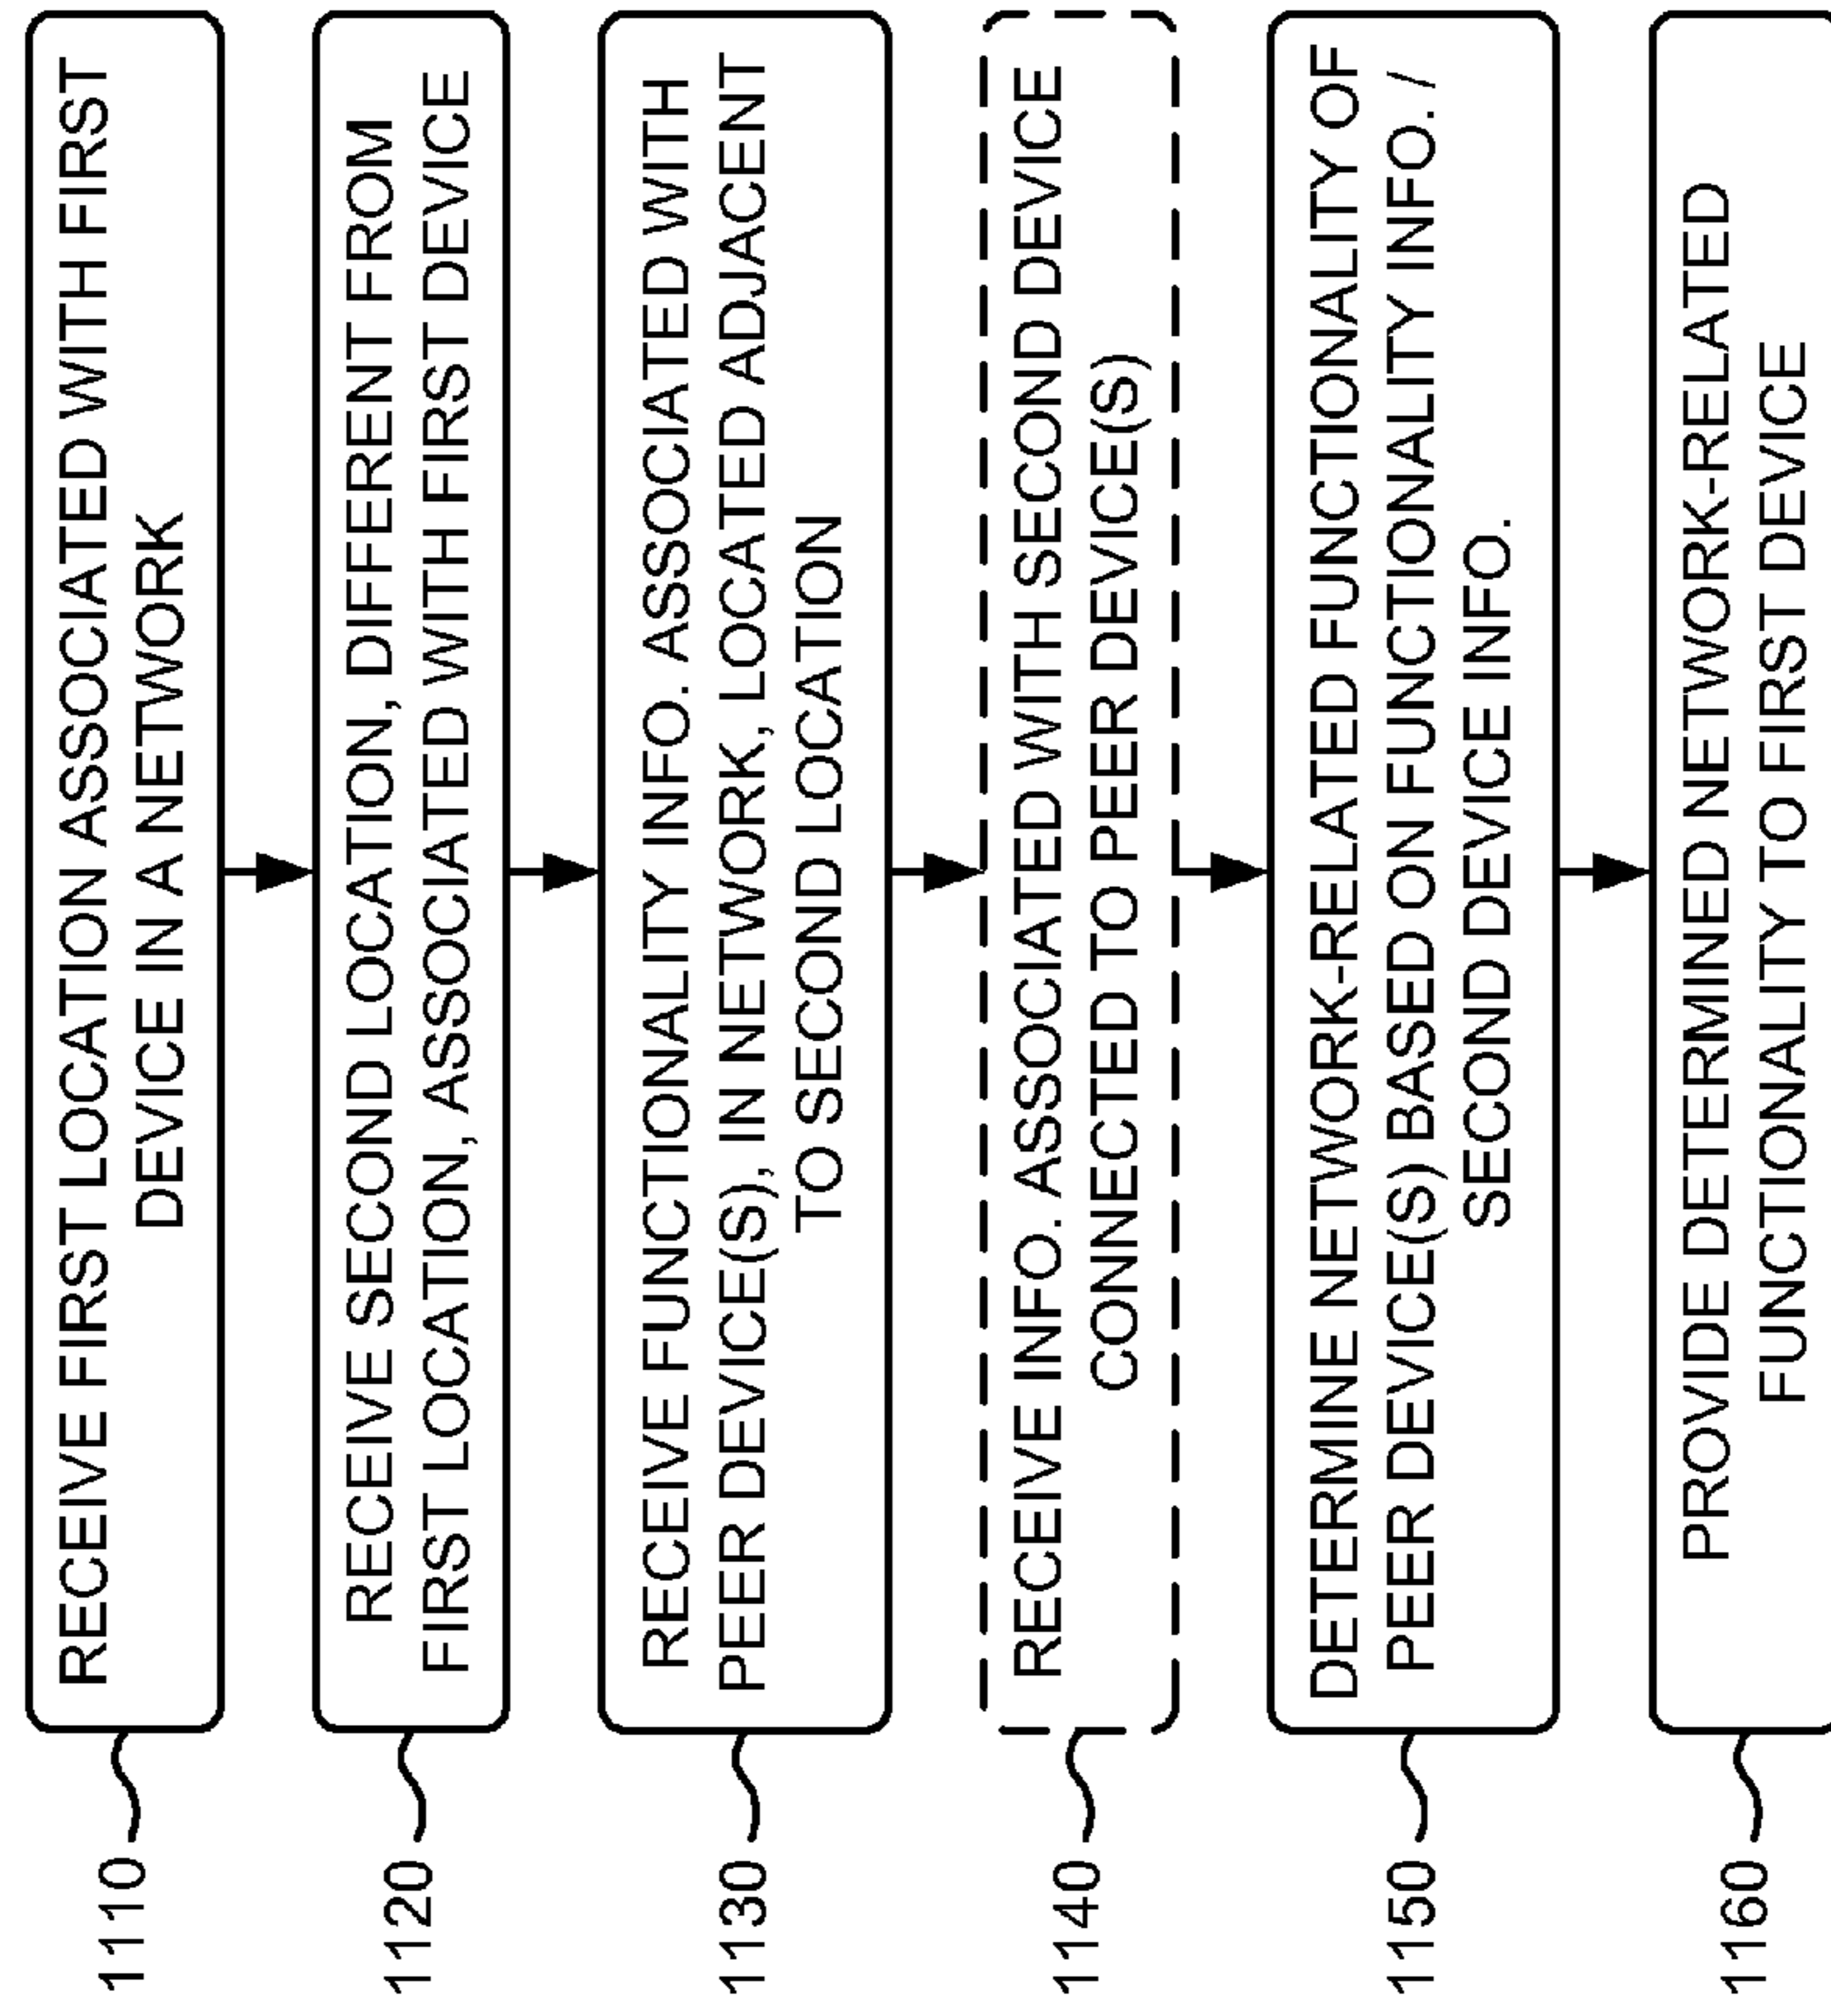 1110
RECEIVE FIRST LOCATION ASSOCIATED WITH FIRST
DEVICE IN A NETWORK
1120
RECEIVE SECOND LOCATION, DIFFERENT FROM
FIRST LOCATION, ASSOCIATED WITH FIRST DEVICE
1130
RECEIVE FUNCTIONALITY INFO. ASSOCIATED WITH
PEER DEVICE(S), IN NETWORK, LOCATED ADJACENT
TO SECOND LOCATION
1140
RECEIVE INFO. ASSOCIATED WITH SECOND DEVICE
CONNECTED TO PEER DEVICE(S)
1150
DETERMINE NETWORK-RELATED FUNCTIONALITY OF
PEER DEVICE(S) BASED ON FUNCTIONALITY INFO. /
SECOND DEVICE INFO.
1160
PROVIDE DETERMINED NETWORK-RELATED
FUNCTIONALITY TO FIRST DEVICE